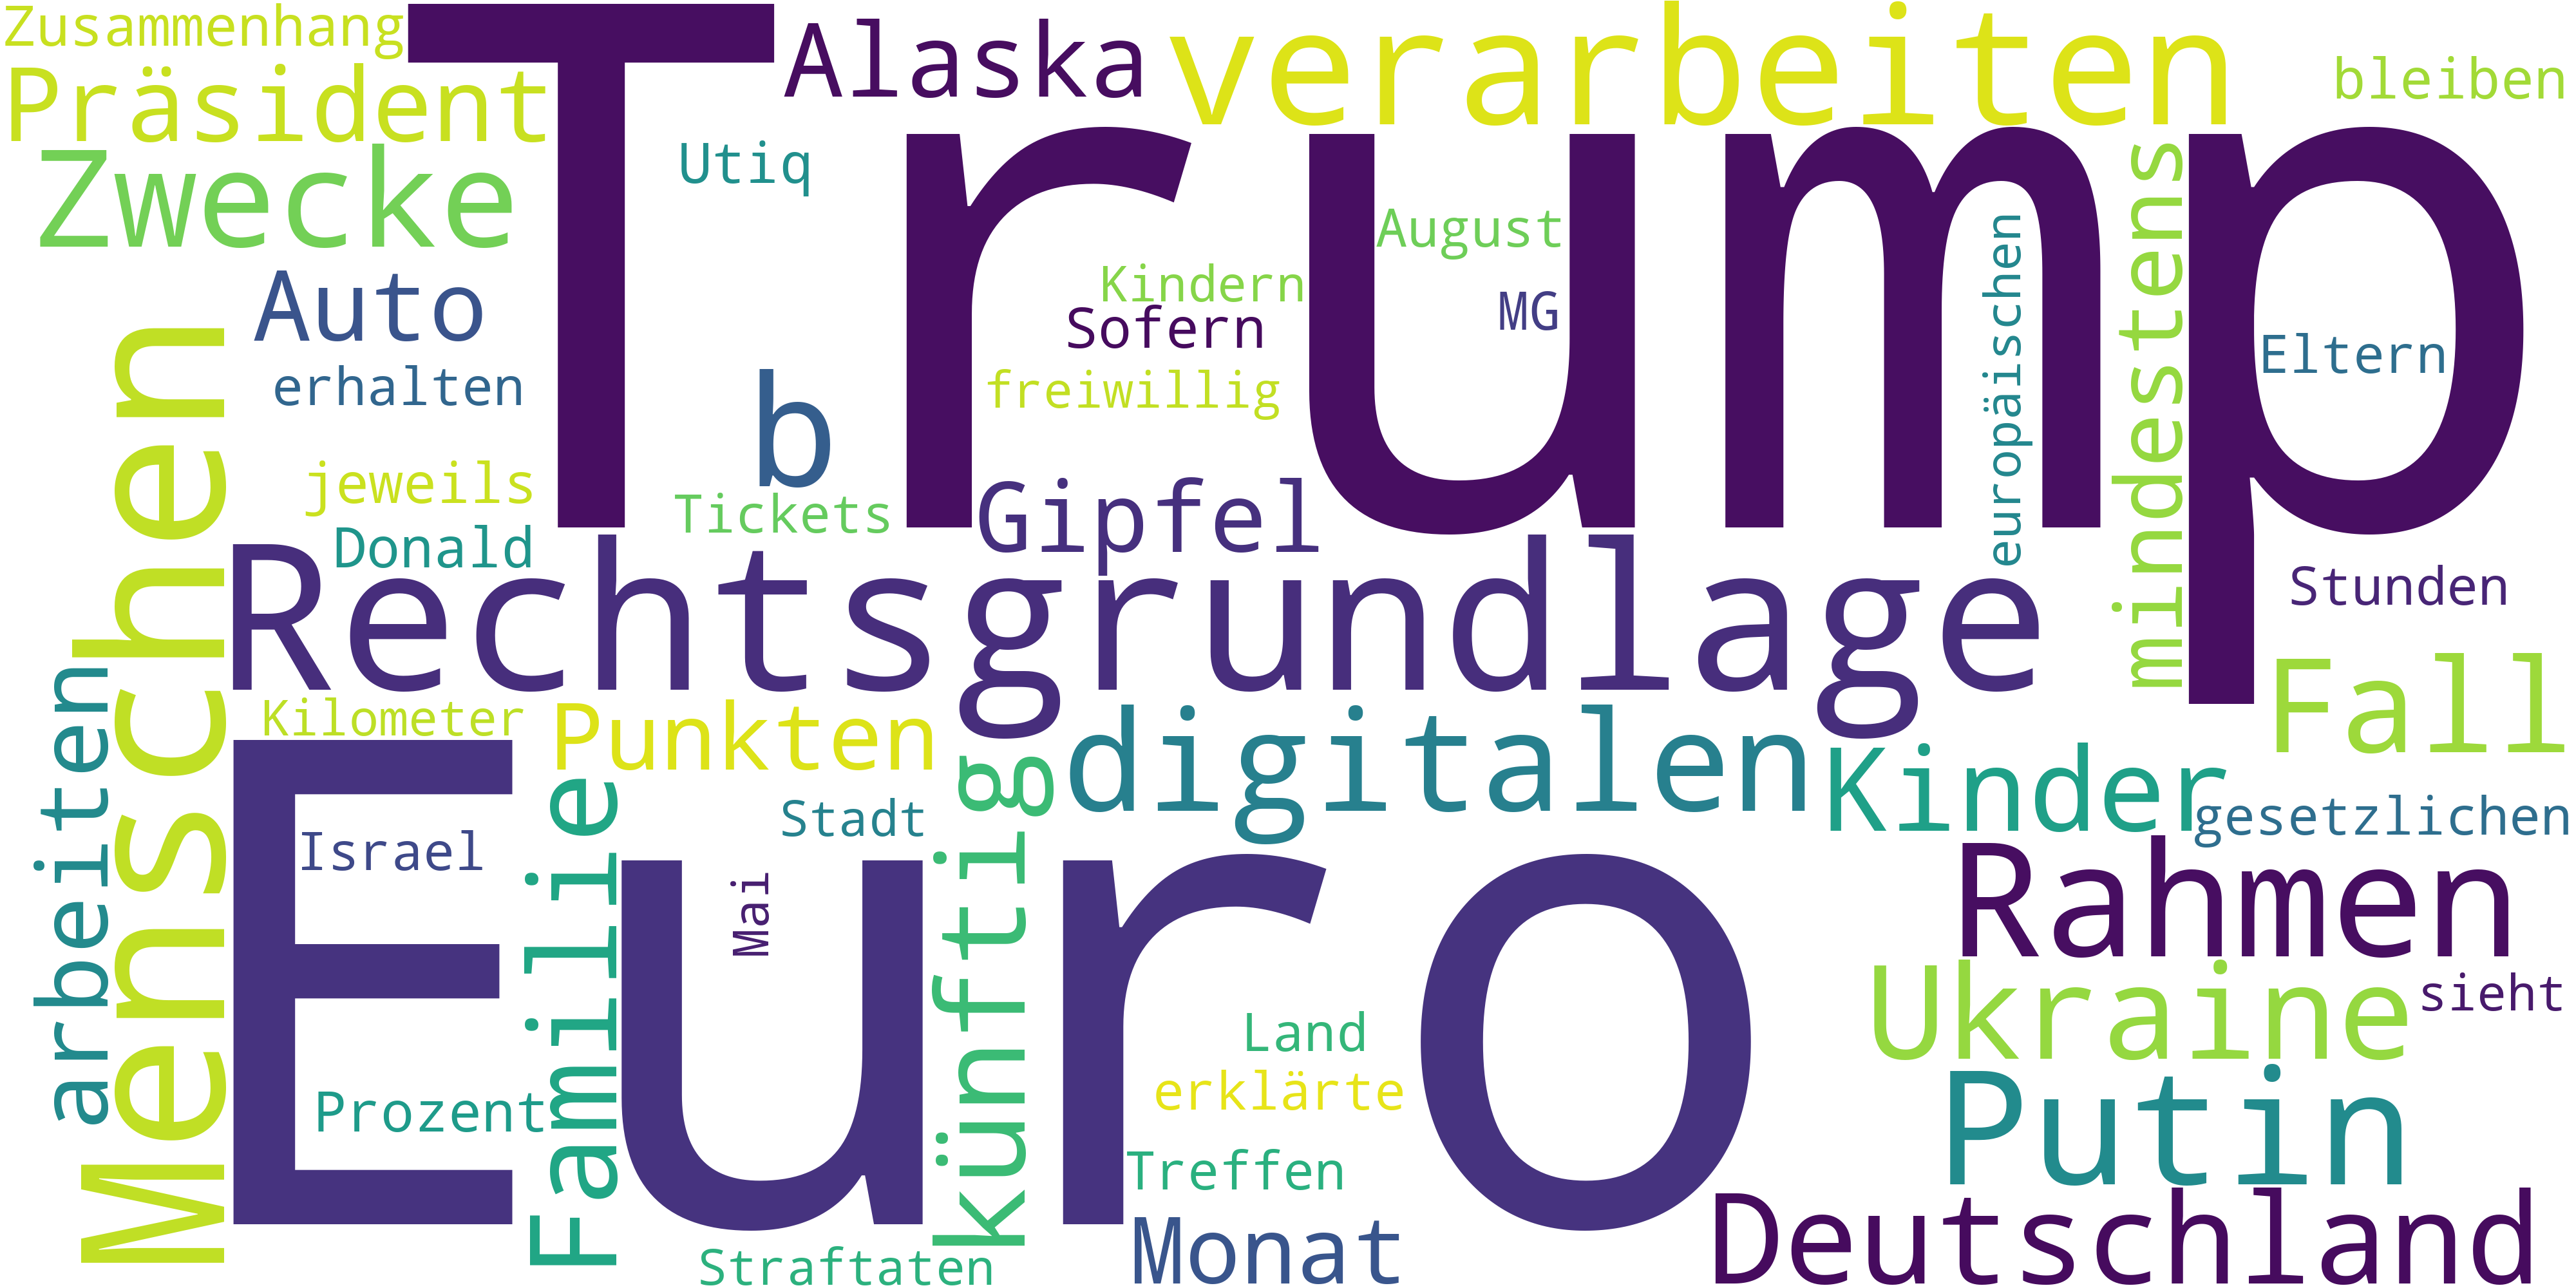 Zusammenhang
Trump
Alaska
verarbeiten
bleiben
Präsident
Zwecke
Utiq
August
Kindern
Sofern
MG
europäischen
mindestens
Eltern
Auto
erhalten
freiwillig
b
jeweils
Tickets
Gipfel
Donald
Menschen
Rechtsgrundlage
Stunden
Fall
arbeiten
Kilometer
Punkten
digitalen
Kinder
gesetzlichen
Euro
Israel
Familie
Stadt
Mai
künftig
Rahmen
Ukraine
sieht
Land
erklärte
Prozent
Putin
Treffen
Monat
Deutschland
Straftaten